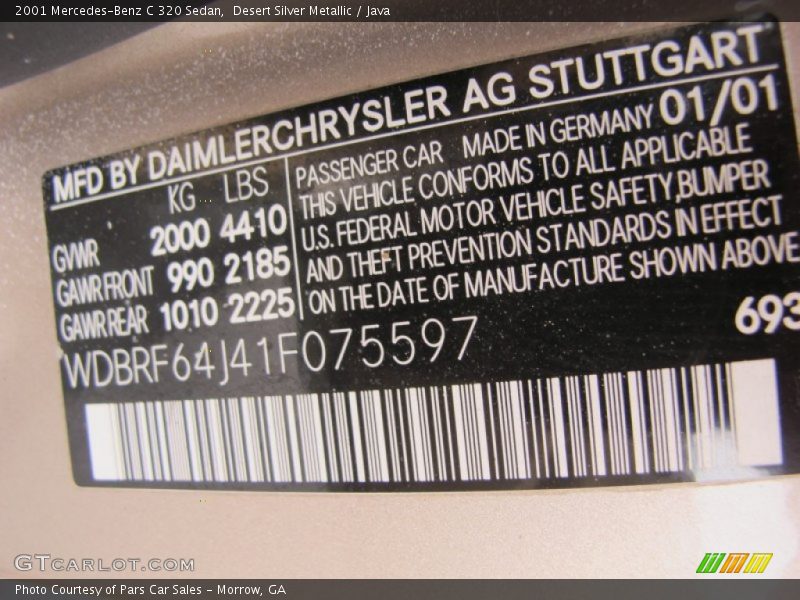 2001 Mercedes-Benz C 320 Sedan, Desert Silver Metallic / Java
MFD BY DAIMLERCHRYSLER AG STUTTGART
KG LBS
GVWR 2000 4410
GAWR FRONT 990 2185
GAWR REAR 1010 2225
PASSENGER CAR MADE IN GERMANY 01/01
THIS VEHICLE CONFORMS TO ALL APPLICABLE
U.S. FEDERAL MOTOR VEHICLE SAFETY, BUMPER
AND THEFT PREVENTION STANDARDS IN EFFECT
ON THE DATE OF MANUFACTURE SHOWN ABOVE
693
WDBRF64J41F075597
GTCARLOT.COM
Photo Courtesy of Pars Car Sales - Morrow, GA